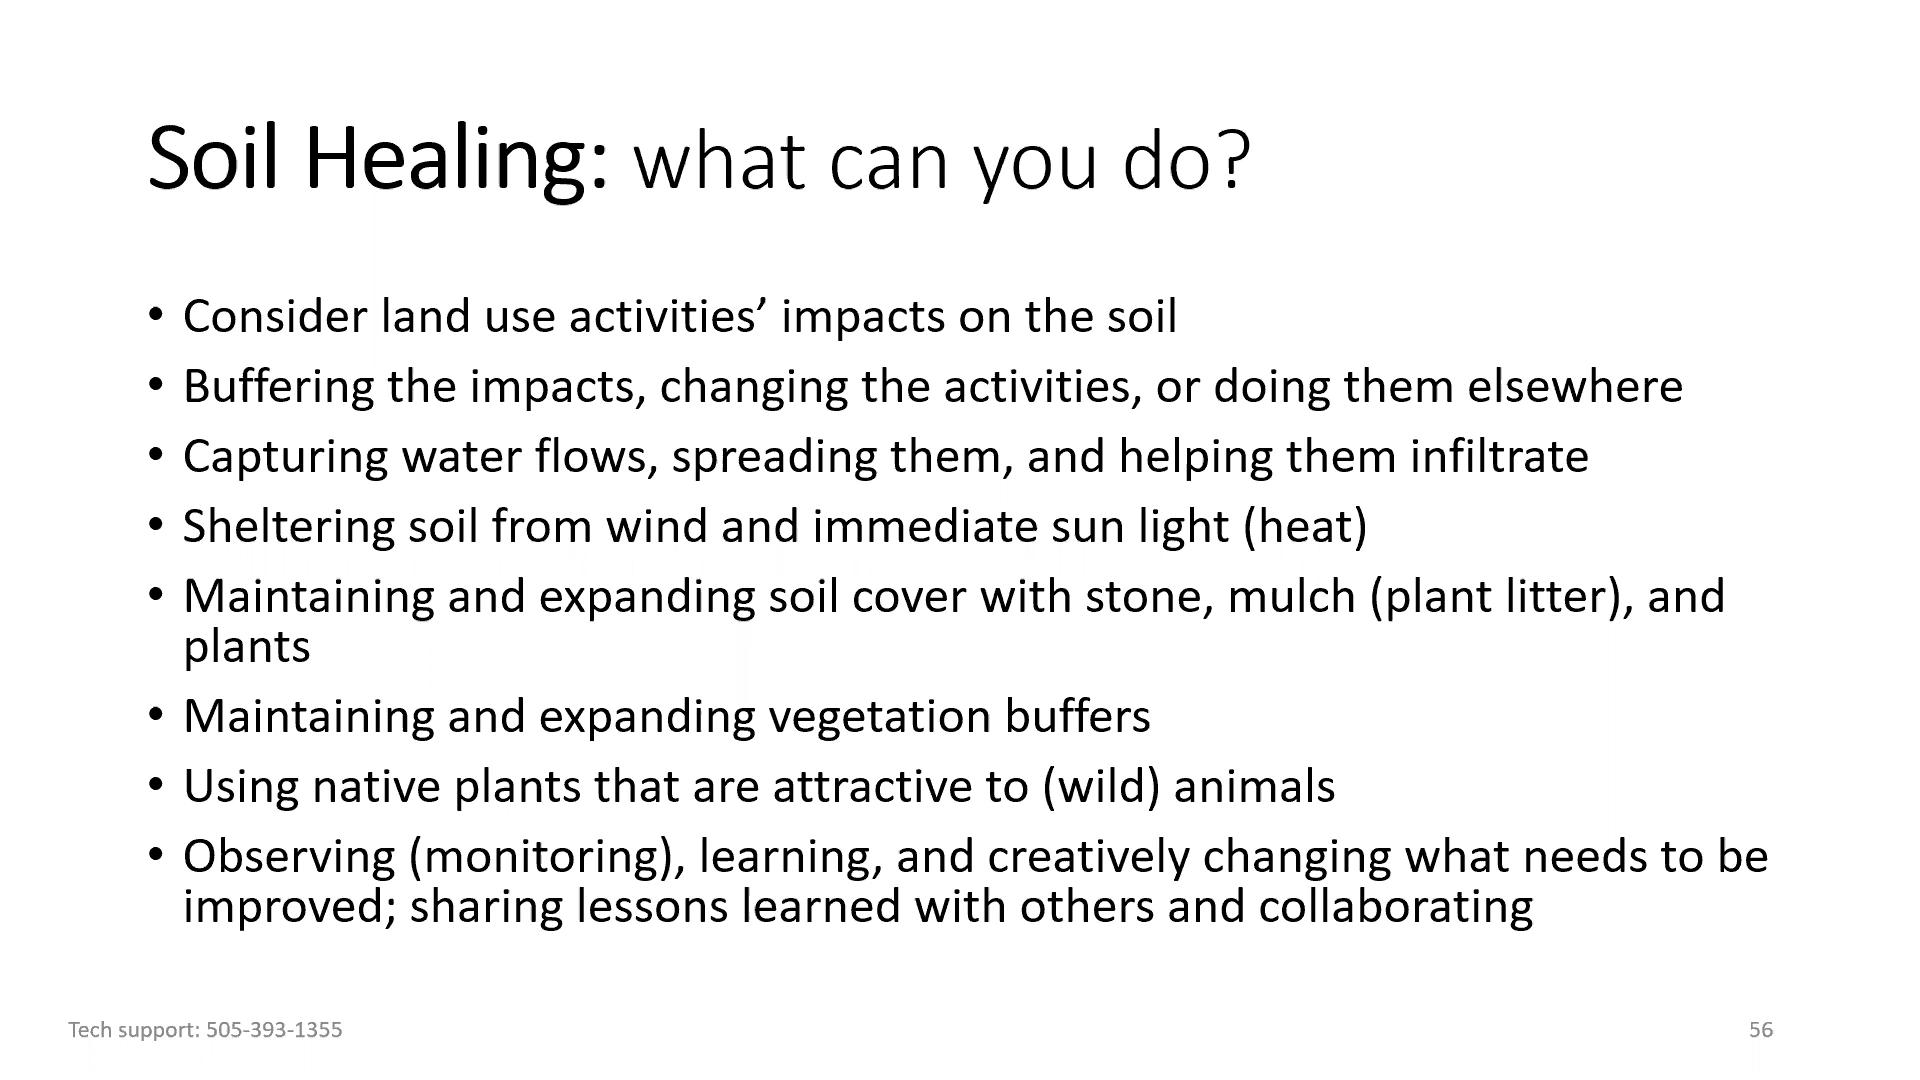 Soil Healing: what can you do?
• Consider land use activities’ impacts on the soil
• Buffering the impacts, changing the activities, or doing them elsewhere
• Capturing water flows, spreading them, and helping them infiltrate
• Sheltering soil from wind and immediate sun light (heat)
• Maintaining and expanding soil cover with stone, mulch (plant litter), and
plants
• Maintaining and expanding vegetation buffers
• Using native plants that are attractive to (wild) animals
• Observing (monitoring), learning, and creatively changing what needs to be
improved; sharing lessons learned with others and collaborating
Tech support: 505-393-1355
56